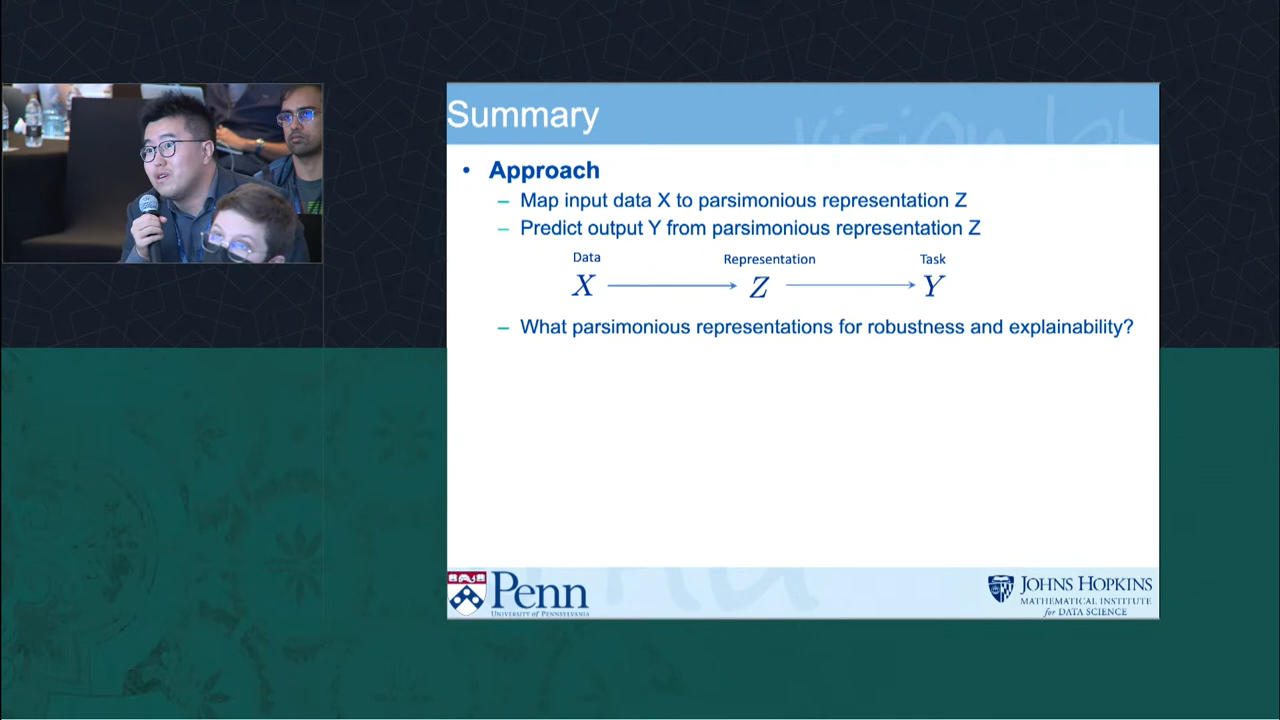 Summary
• Approach
– Map input data X to parsimonious representation Z
– Predict output Y from parsimonious representation Z
Data Representation Task
X Z Y
– What parsimonious representations for robustness and explainability?
Penn
UNIVERSITY OF PENNSYLVANIA
JOHNS HOPKINS
MATHEMATICAL INSTITUTE
for DATA SCIENCE